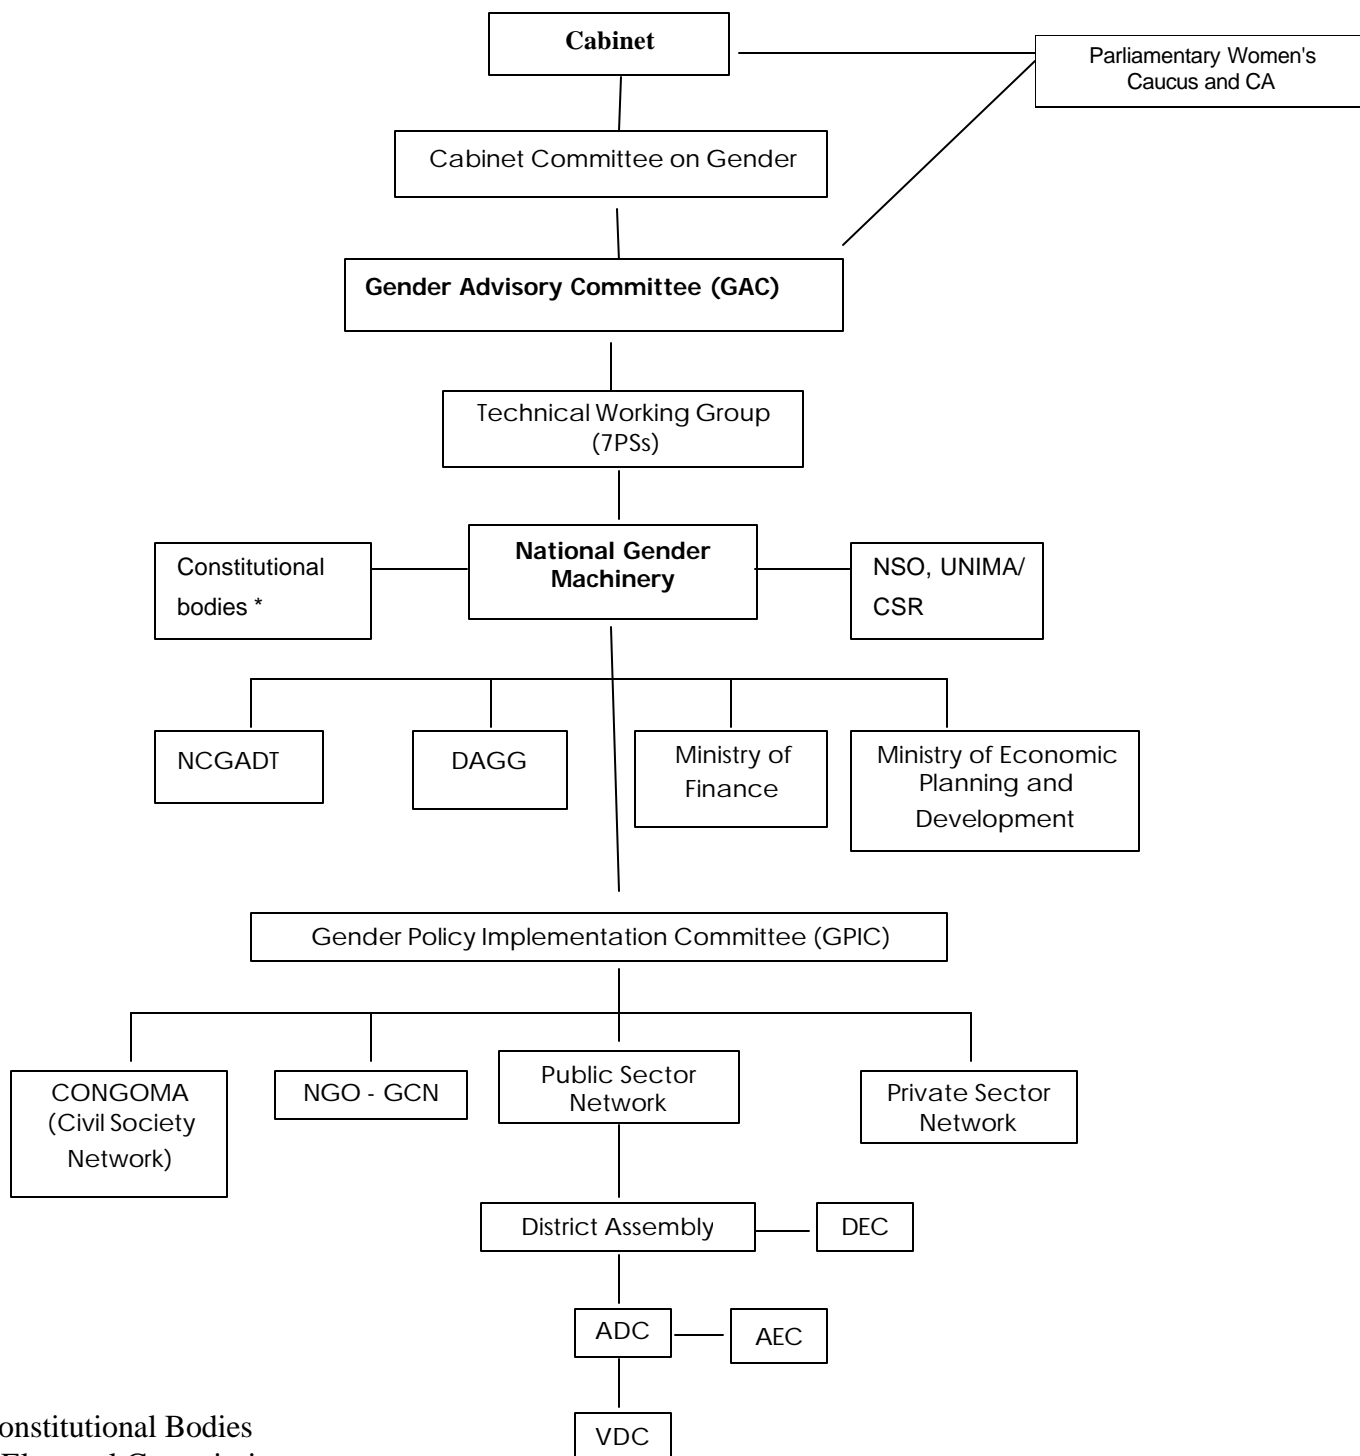 Cabinet
Parliamentary Women's
Caucus and CA
Cabinet Committee on Gender
Gender Advisory Committee (GAC)
Technical Working Group
(7PSs)
Constitutional
bodies *
National Gender
Machinery
NSO, UNIMA/
CSR
NCGADT
DAGG
Ministry of
Finance
Ministry of Economic
Planning and
Development
Gender Policy Implementation Committee (GPIC)
CONGOMA
(Civil Society
Network)
NGO - GCN
Public Sector
Network
Private Sector
Network
District Assembly
DEC
ADC
AEC
VDC
onstitutional Bodies